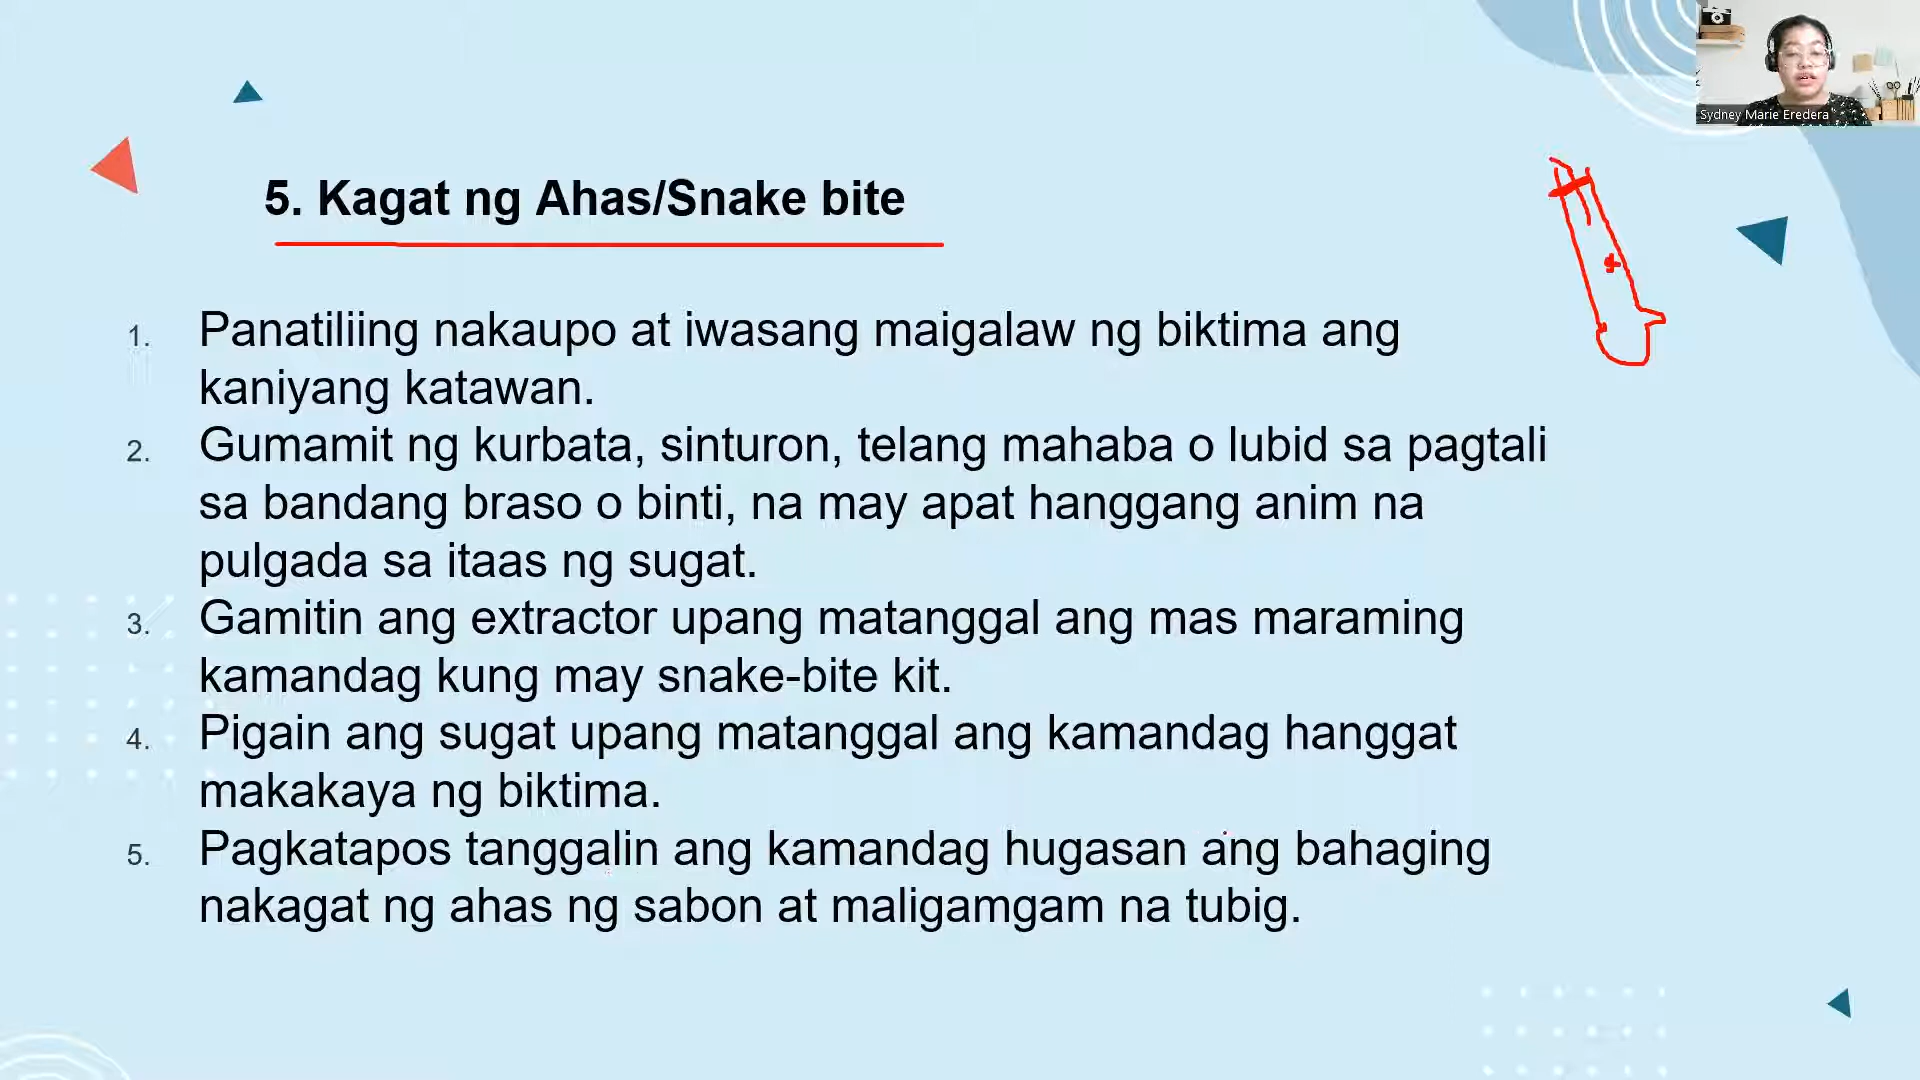 Sydney Marie Eredera
5. Kagat ng Ahas/Snake bite
1. Panatiliing nakaupo at iwasang maigalaw ng biktima ang
kaniyang katawan.
2. Gumamit ng kurbata, sinturon, telang mahaba o lubid sa pagtali
sa bandang braso o binti, na may apat hanggang anim na
pulgada sa itaas ng sugat.
3. Gamitin ang extractor upang matanggal ang mas maraming
kamandag kung may snake-bite kit.
4. Pigain ang sugat upang matanggal ang kamandag hanggat
makakaya ng biktima.
5. Pagkatapos tanggalin ang kamandag hugasan ang bahaging
nakagat ng ahas ng sabon at maligamgam na tubig.